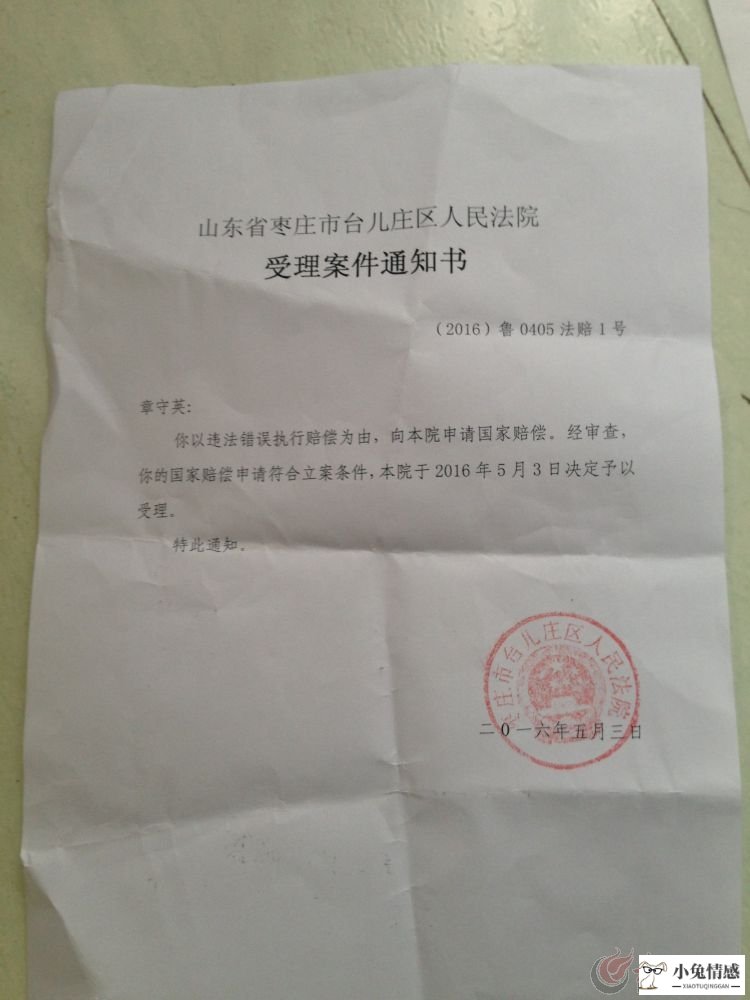 山东省枣庄市台儿庄区人民法院
受理案件通知书
（2016）鲁0405法赔1号
章守英：
你以违法错误执行赔偿为由，向本院申请国家赔偿。经审查，
你的国家赔偿申请符合立案条件，本院于2016年5月3日决定予以
受理。
特此通知。
枣庄市台儿庄区人民法院
二0一六年五月三日
小兔情感
XIAOTUQINGGAN